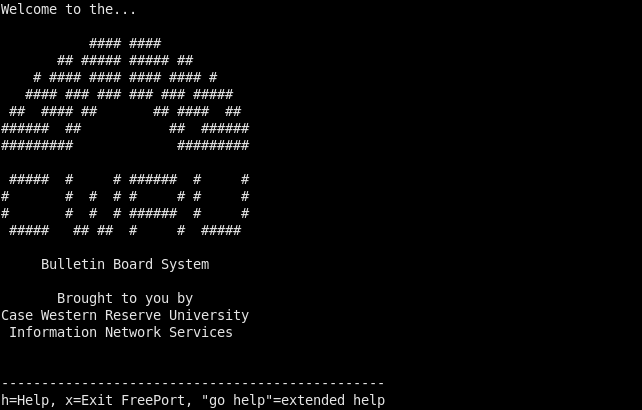 Welcome to the...
CWRU
Bulletin Board System
Brought to you by
Case Western Reserve University
Information Network Services
-----------------------------------------------
h=Help, x=Exit FreePort, "go help"=extended help